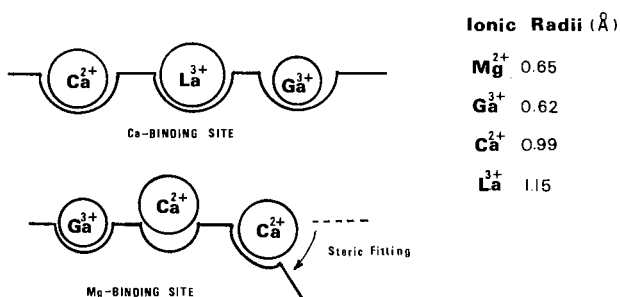 Ionic Radii (Å)
Mg2+ 0.65
Ga3+ 0.62
Ca2+ 0.99
La3+ 1.15
Ca2+ La3+ Ga3+
Ca-BINDING SITE
Ga3+ Ca2+ Ca2+
Steric Fitting
Mg-BINDING SITE